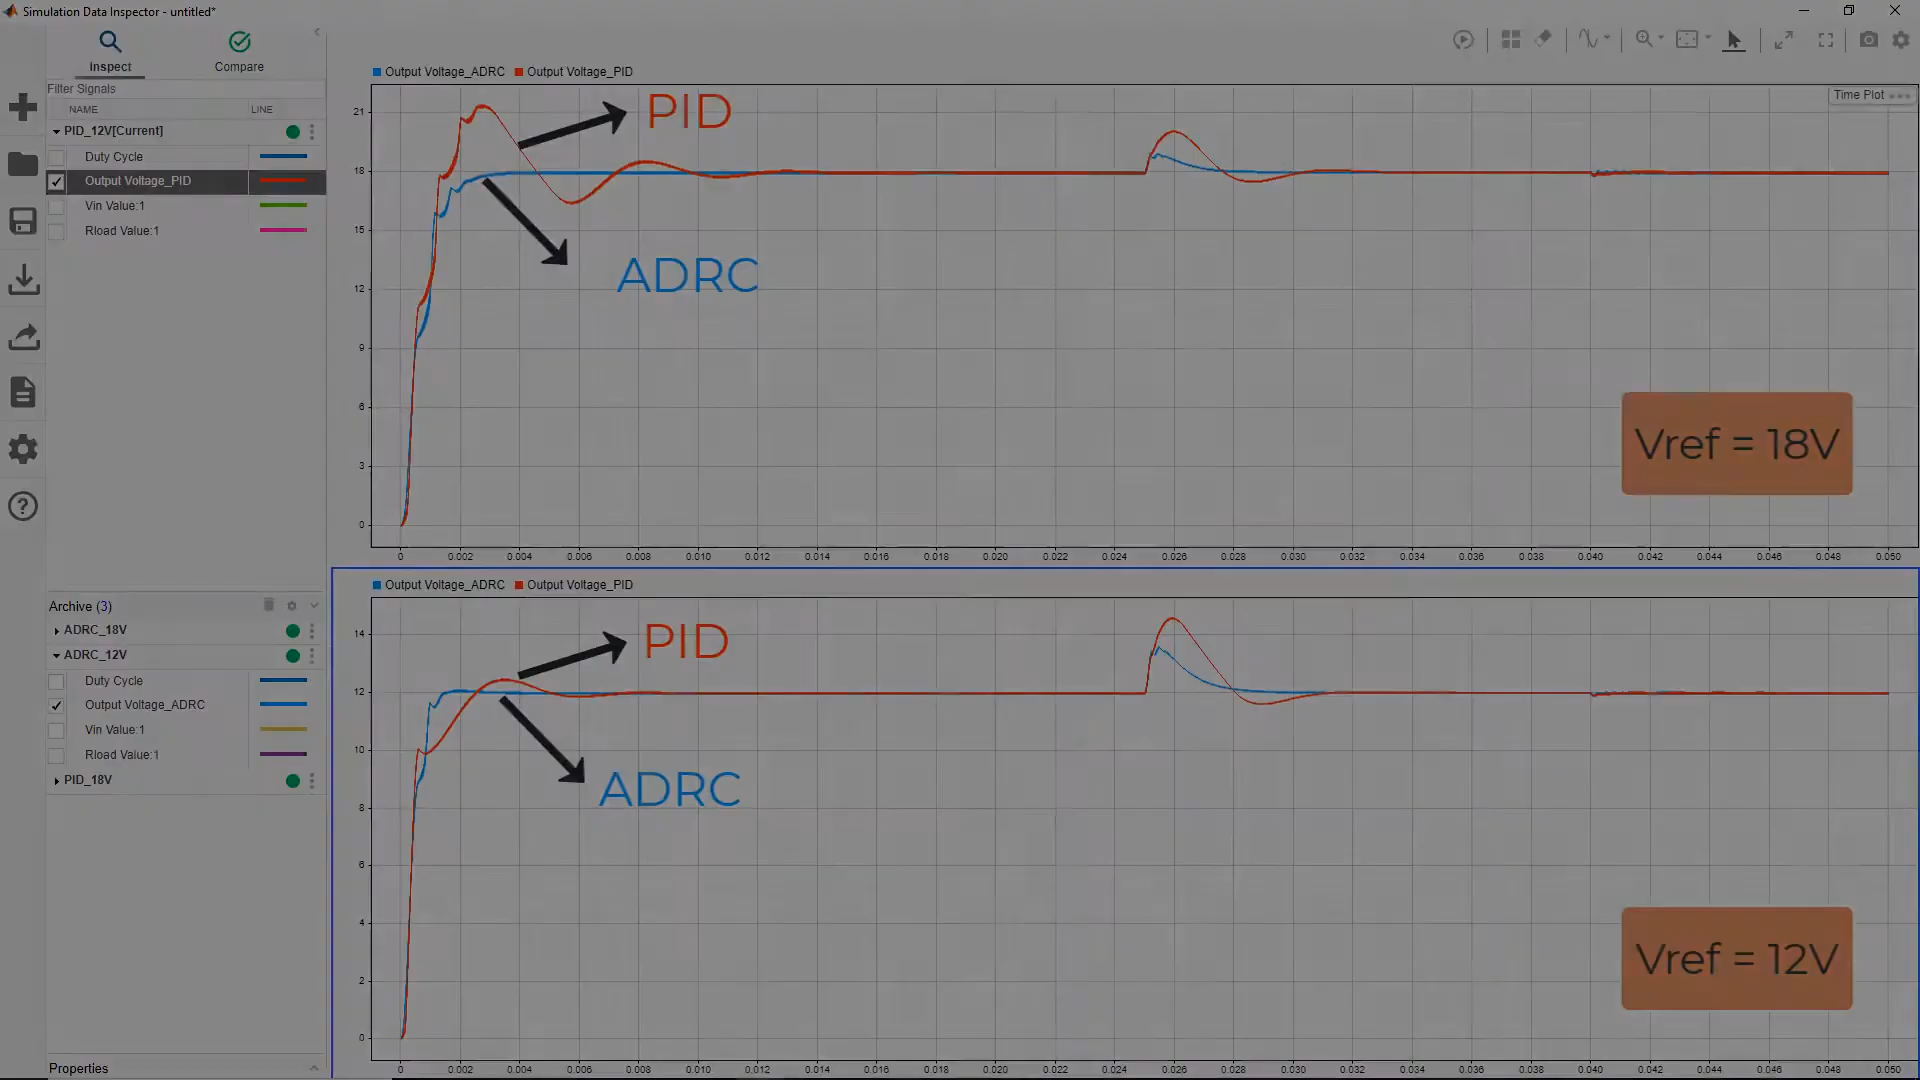 Simulation Data Inspector - untitled*
Inspect
Compare
Filter Signals
NAME
LINE
PID_12V[Current]
Duty Cycle
Output Voltage_PID
Vin Value:1
Rload Value:1
Archive (3)
ADRC_18V
ADRC_12V
Duty Cycle
Output Voltage_ADRC
Vin Value:1
Rload Value:1
PID_18V
Properties
Output Voltage_ADRC Output Voltage_PID
Time Plot
PID
ADRC
Vref = 18V
21
18
15
12
9
6
3
0
0 0.002 0.004 0.006 0.008 0.010 0.012 0.014 0.016 0.018 0.020 0.022 0.024 0.026 0.028 0.030 0.032 0.034 0.036 0.038 0.040 0.042 0.044 0.046 0.048 0.050
Output Voltage_ADRC Output Voltage_PID
PID
ADRC
Vref = 12V
14
12
10
8
6
4
2
0
0 0.002 0.004 0.006 0.008 0.010 0.012 0.014 0.016 0.018 0.020 0.022 0.024 0.026 0.028 0.030 0.032 0.034 0.036 0.038 0.040 0.042 0.044 0.046 0.048 0.050